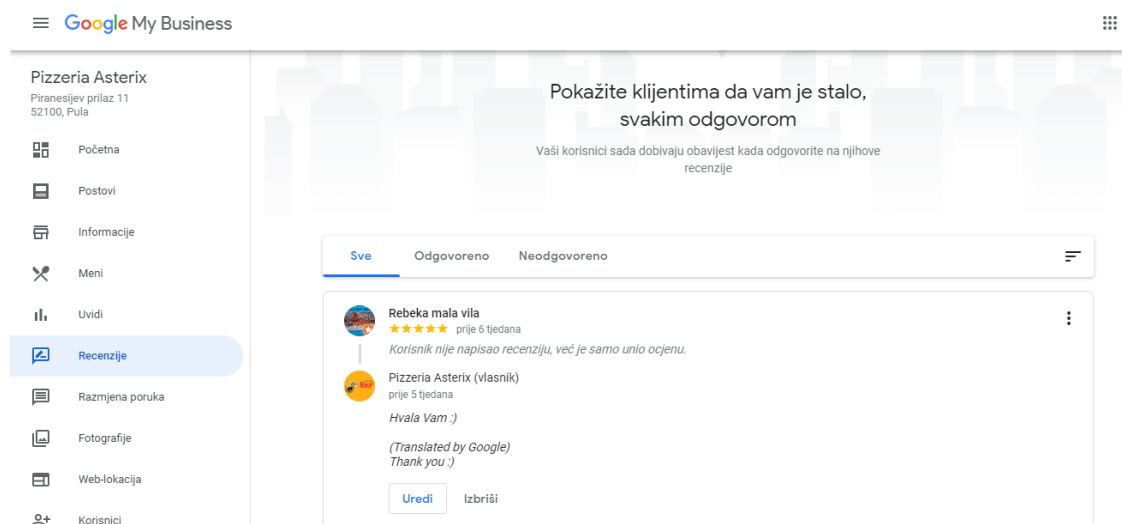 Google My Business
Pizzeria Asterix
Piranesijev prilaz 11
52100, Pula
Početna
Postovi
Informacije
Meni
Uvidi
Recenzije
Razmjena poruka
Fotografije
Web-lokacija
Korisnici
Pokažite klijentima da vam je stalo,
svakim odgovorom
Vaši korisnici sada dobivaju obavijest kada odgovorite na njihove
recenzije
Sve Odgovoreno Neodgovoreno
Rebeka mala vila
prije 6 tjedana
Korisnik nije napisao recenziju, već je samo unio ocjenu.
Pizzeria Asterix (vlasnik)
prije 5 tjedana
Hvala Vam :)
(Translated by Google)
Thank you :)
Uredi Izbriši